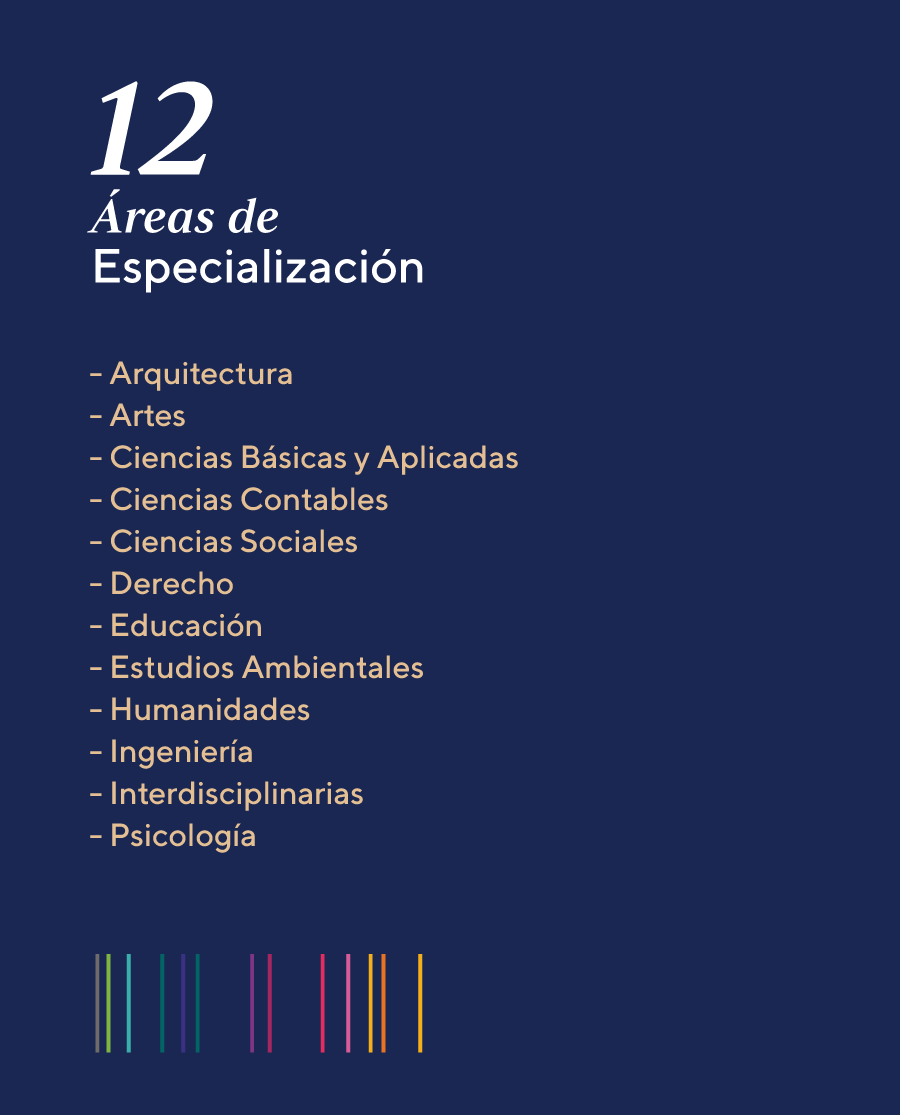 12
Áreas de
Especialización
– Arquitectura
– Artes
– Ciencias Básicas y Aplicadas
– Ciencias Contables
– Ciencias Sociales
– Derecho
– Educación
– Estudios Ambientales
– Humanidades
– Ingeniería
– Interdisciplinarias
– Psicología